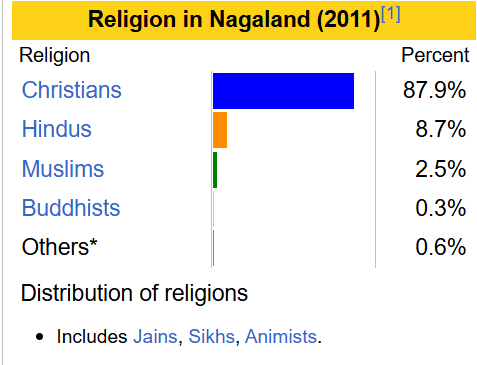 Religion in Nagaland (2011)[1]
Religion Percent
Christians 87.9%
Hindus 8.7%
Muslims 2.5%
Buddhists 0.3%
Others* 0.6%
Distribution of religions
• Includes Jains, Sikhs, Animists.